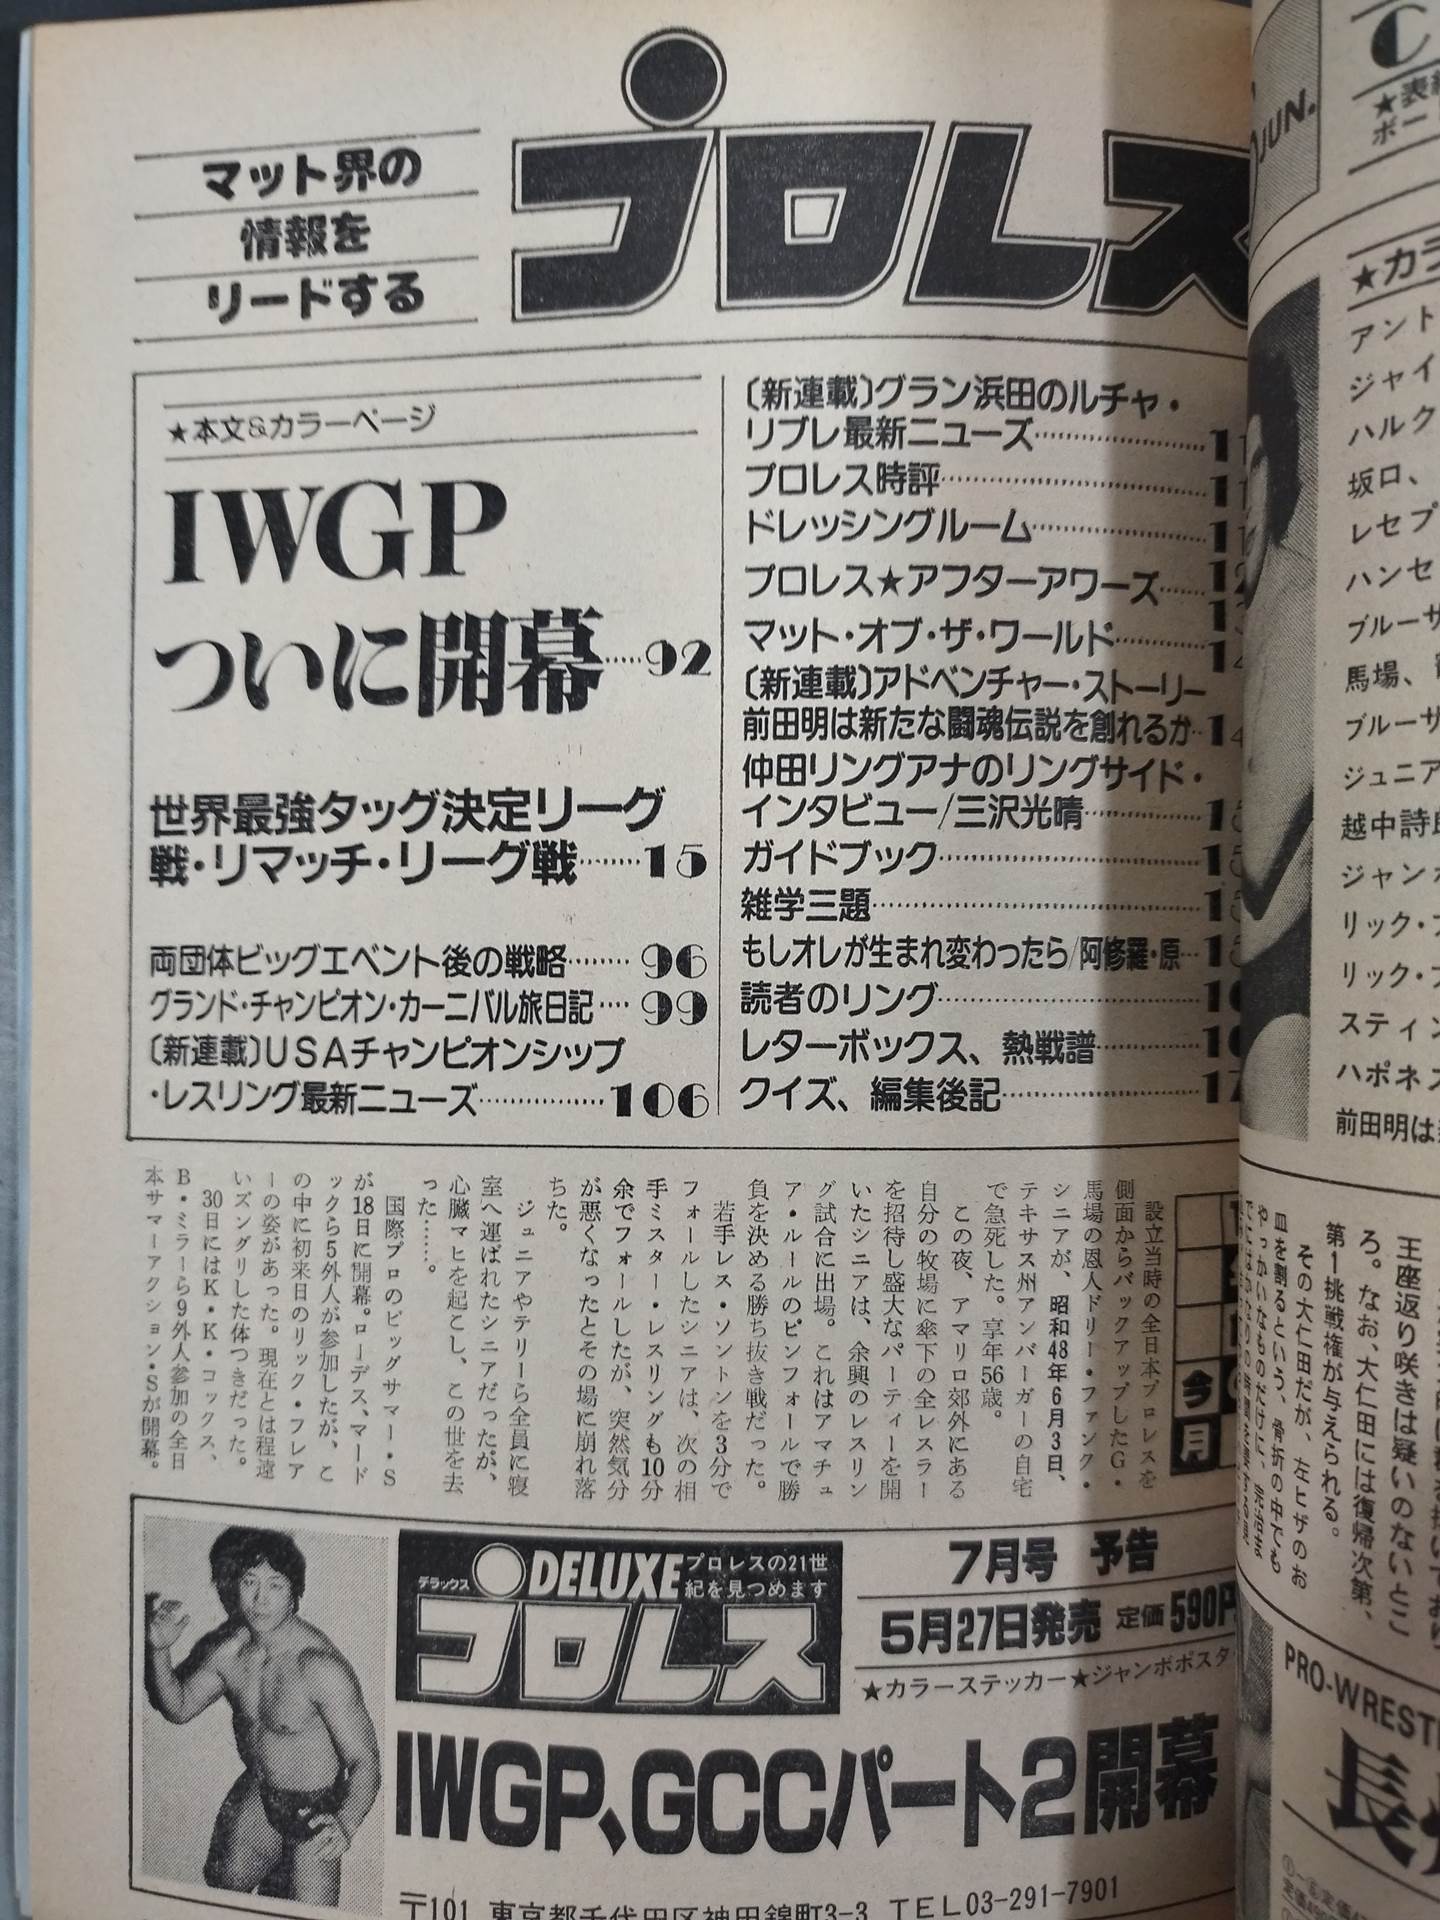 マット界の
情報を
リードする
プロレス
★本文&カラーページ
IWGP
ついに開幕……92
世界最強タッグ決定リーグ
戦・リマッチ・リーグ戦……15
両団体ビッグエベント後の戦略……96
グランド・チャンピオン・カーニバル旅日記……99
〔新連載〕USAチャンピオンシップ
・レスリング最新ニューズ……106
〔新連載〕グラン浜田のルチャ・
リブレ最新ニューズ……
プロレス時評……
ドレッシングルーム……
プロレス★アフターアワーズ……
マット・オブ・ザ・ワールド……
〔新連載〕アドベンチャー・ストーリー
前田明は新たな闘魂伝説を創れるか……
仲田リングアナのリングサイド・
インタビュー/三沢光晴……
ガイドブック……
雑学三題……
もしオレが生まれ変わったら/阿修羅・原……
読者のリング……
レターボックス、熱戦譜……
クイズ、編集後記……
今月
設立当時の全日本プロレスを
側面からバックアップしたG・
馬場の恩人ドリー・ファンク・
シニアが、昭和48年6月3日、
テキサス州アンバーガーの自宅
で急死した。享年56歳。
この夜、アマリロ郊外にある
自分の牧場に傘下の全レスラー
を招待し盛大なパーティーを開
いたシニアは、余興のレスリン
グ試合に出場。これはアマチュ
ア・ルールのピンフォールで勝
負を決める勝ち抜き戦だった。
若手レス・ソントンを3分で
フォールしたシニアは、次の相
手ミスター・レスリングも10分
余でフォールしたが、突然気分
が悪くなったとその場に崩れ落
ちた。
ジュニアやテリーら全員に寝
室へ運ばれたシニアだったが、
心臓マヒを起こし、この世を去
った……。
国際プロのビッグサマー・S
が18日に開幕。ローデス、マード
ックら5外人が参加したが、こ
の中に初来日のリック・フレア
ーの姿があった。現在とは程遠
いズングリした体つきだった。
30日にはK・K・コックス、
B・ミラーら9外人参加の全日
本サマーアクション・Sが開幕。
デラックス
DELUXE
プロレスの21世
紀を見つめます
プロレス
7月号 予告
5月27日発売 定価590円
★カラーステッカー★ジャンボポスタ
IWGP、GCCパート2開幕
〒101 東京都千代田区神田錦町3-3 TEL03-291-7901
JUN.
★カラ
アント
ジャイ
ハルク
坂口、
レセプ
ハンセ
ブルーザ
馬場、
ブルーザ
ジュニア
越中詩郎
ジャンボ
リック・フ
リック・フ
スティン
ハポネス
前田明は
王座返り咲きは疑いのないとこ
ろ。なお、大仁田には復帰次第、
第1挑戦権が与えられる。
その大仁田だが、左ヒザのお
皿を割るという、骨折の中でも
PRO-WREST
長